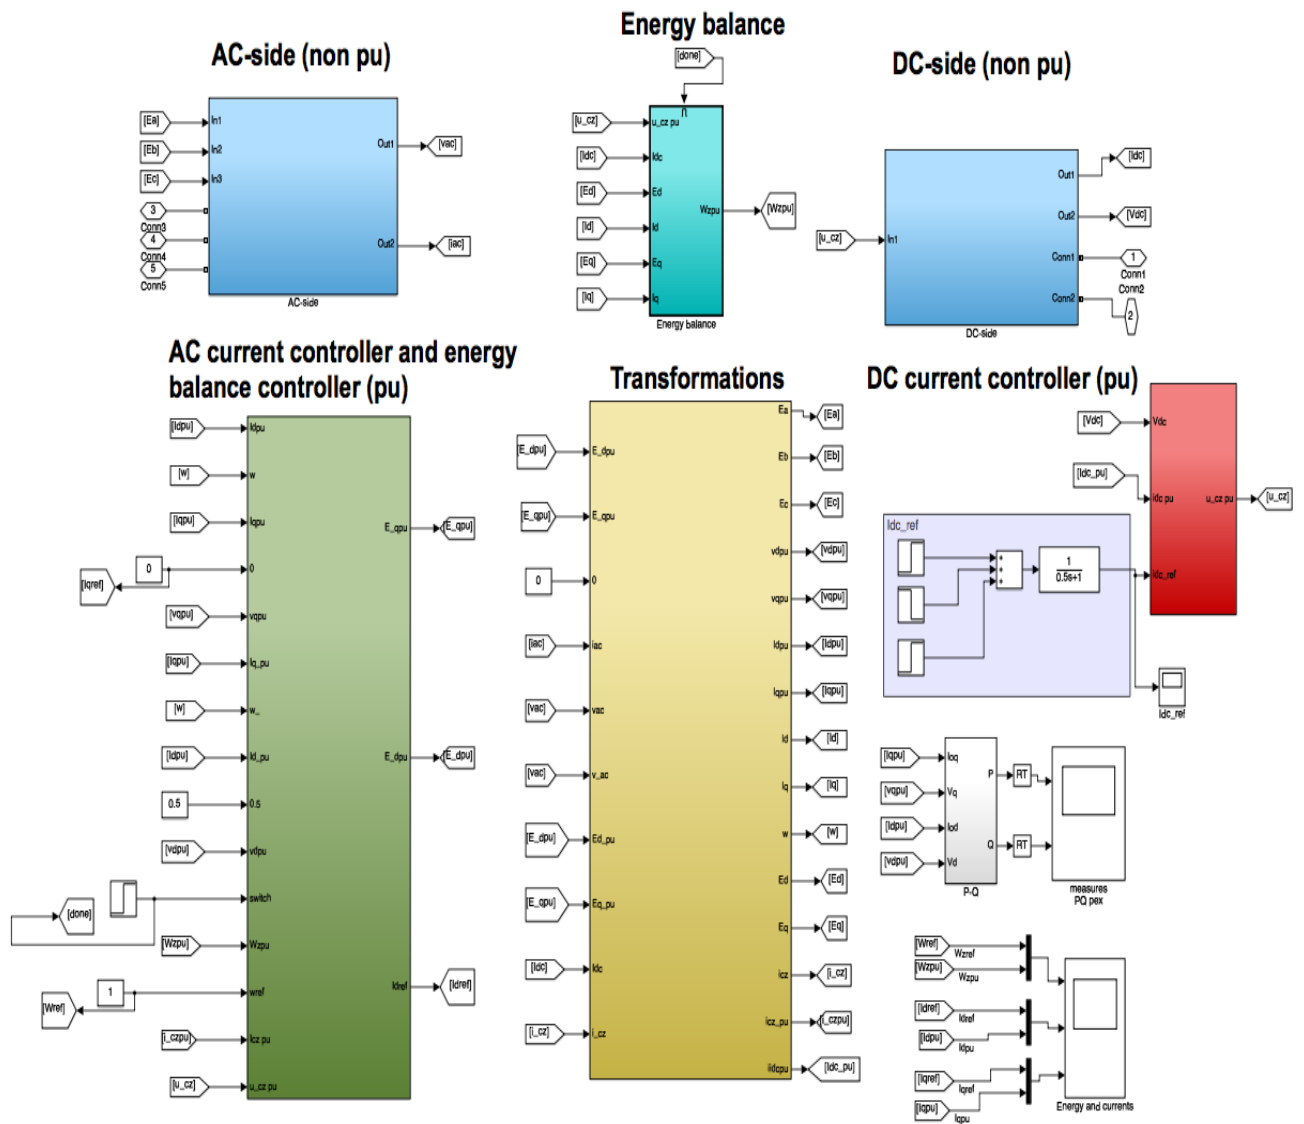 AC-side (non pu)
[Ea]
[Eb]
[Ec]
3
Conn3
4
Conn4
5
Conn5
In1
In2
In3
Out1
Out2
[vac]
[iac]
AC-side
Energy balance
[done]
[u_cz]
[Idc]
[Ed]
[Id]
[Eq]
[Iq]
u_cz pu
Idc
Ed
Id
Eq
Iq
Wzpu
[Wzpu]
Energy balance
DC-side (non pu)
[u_cz]
In1
Out1
Out2
Conn1
Conn2
[Idc]
[Vdc]
1
Conn1
Conn2
2
DC-side
AC current controller and energy
balance controller (pu)
[Idpu]
[w]
[Iqpu]
0
[Iqref]
[vqpu]
[Iqpu]
[w]
[Idpu]
0.5
[vdpu]
[done]
[Wzpu]
1
[Wref]
[i_czpu]
[u_cz]
Idpu
w
Iqpu
0
vqpu
Iq_pu
w_
Id_pu
0.5
vdpu
switch
Wzpu
wref
Icz pu
u_cz pu
E_qpu
E_dpu
Idref
[E_qpu]
[E_dpu]
[Idref]
Transformations
[E_dpu]
[E_qpu]
0
[iac]
[vac]
[vac]
[E_dpu]
[E_qpu]
[Idc]
[i_cz]
E_dpu
E_qpu
0
iac
vac
v_ac
Ed_pu
Eq_pu
Idc
i_cz
Ea
Eb
Ec
vdpu
vqpu
Idpu
Iqpu
Id
Iq
w
Ed
Eq
icz
icz_pu
iidcpu
[Ea]
[Eb]
[Ec]
[vdpu]
[vqpu]
[Idpu]
[Iqpu]
[Id]
[Iq]
[w]
[Ed]
[Eq]
[i_cz]
[i_czpu]
[Idc_pu]
DC current controller (pu)
[Vdc]
[Idc_pu]
Vdc
idc pu
idc_ref
u_cz pu
[u_cz]
Idc_ref
+
+
+
1
0.5s+1
Idc_ref
[Iqpu]
[vqpu]
[Idpu]
[vdpu]
Ioq
Vq
Iod
Vd
P
Q
RT
RT
P-Q
measures
PQ pex
[Wref]
Wzref
[Wzpu]
Wzpu
[Idref]
Idref
[Idpu]
Idpu
[Iqref]
Iqref
[Iqpu]
Iqpu
Energy and currents